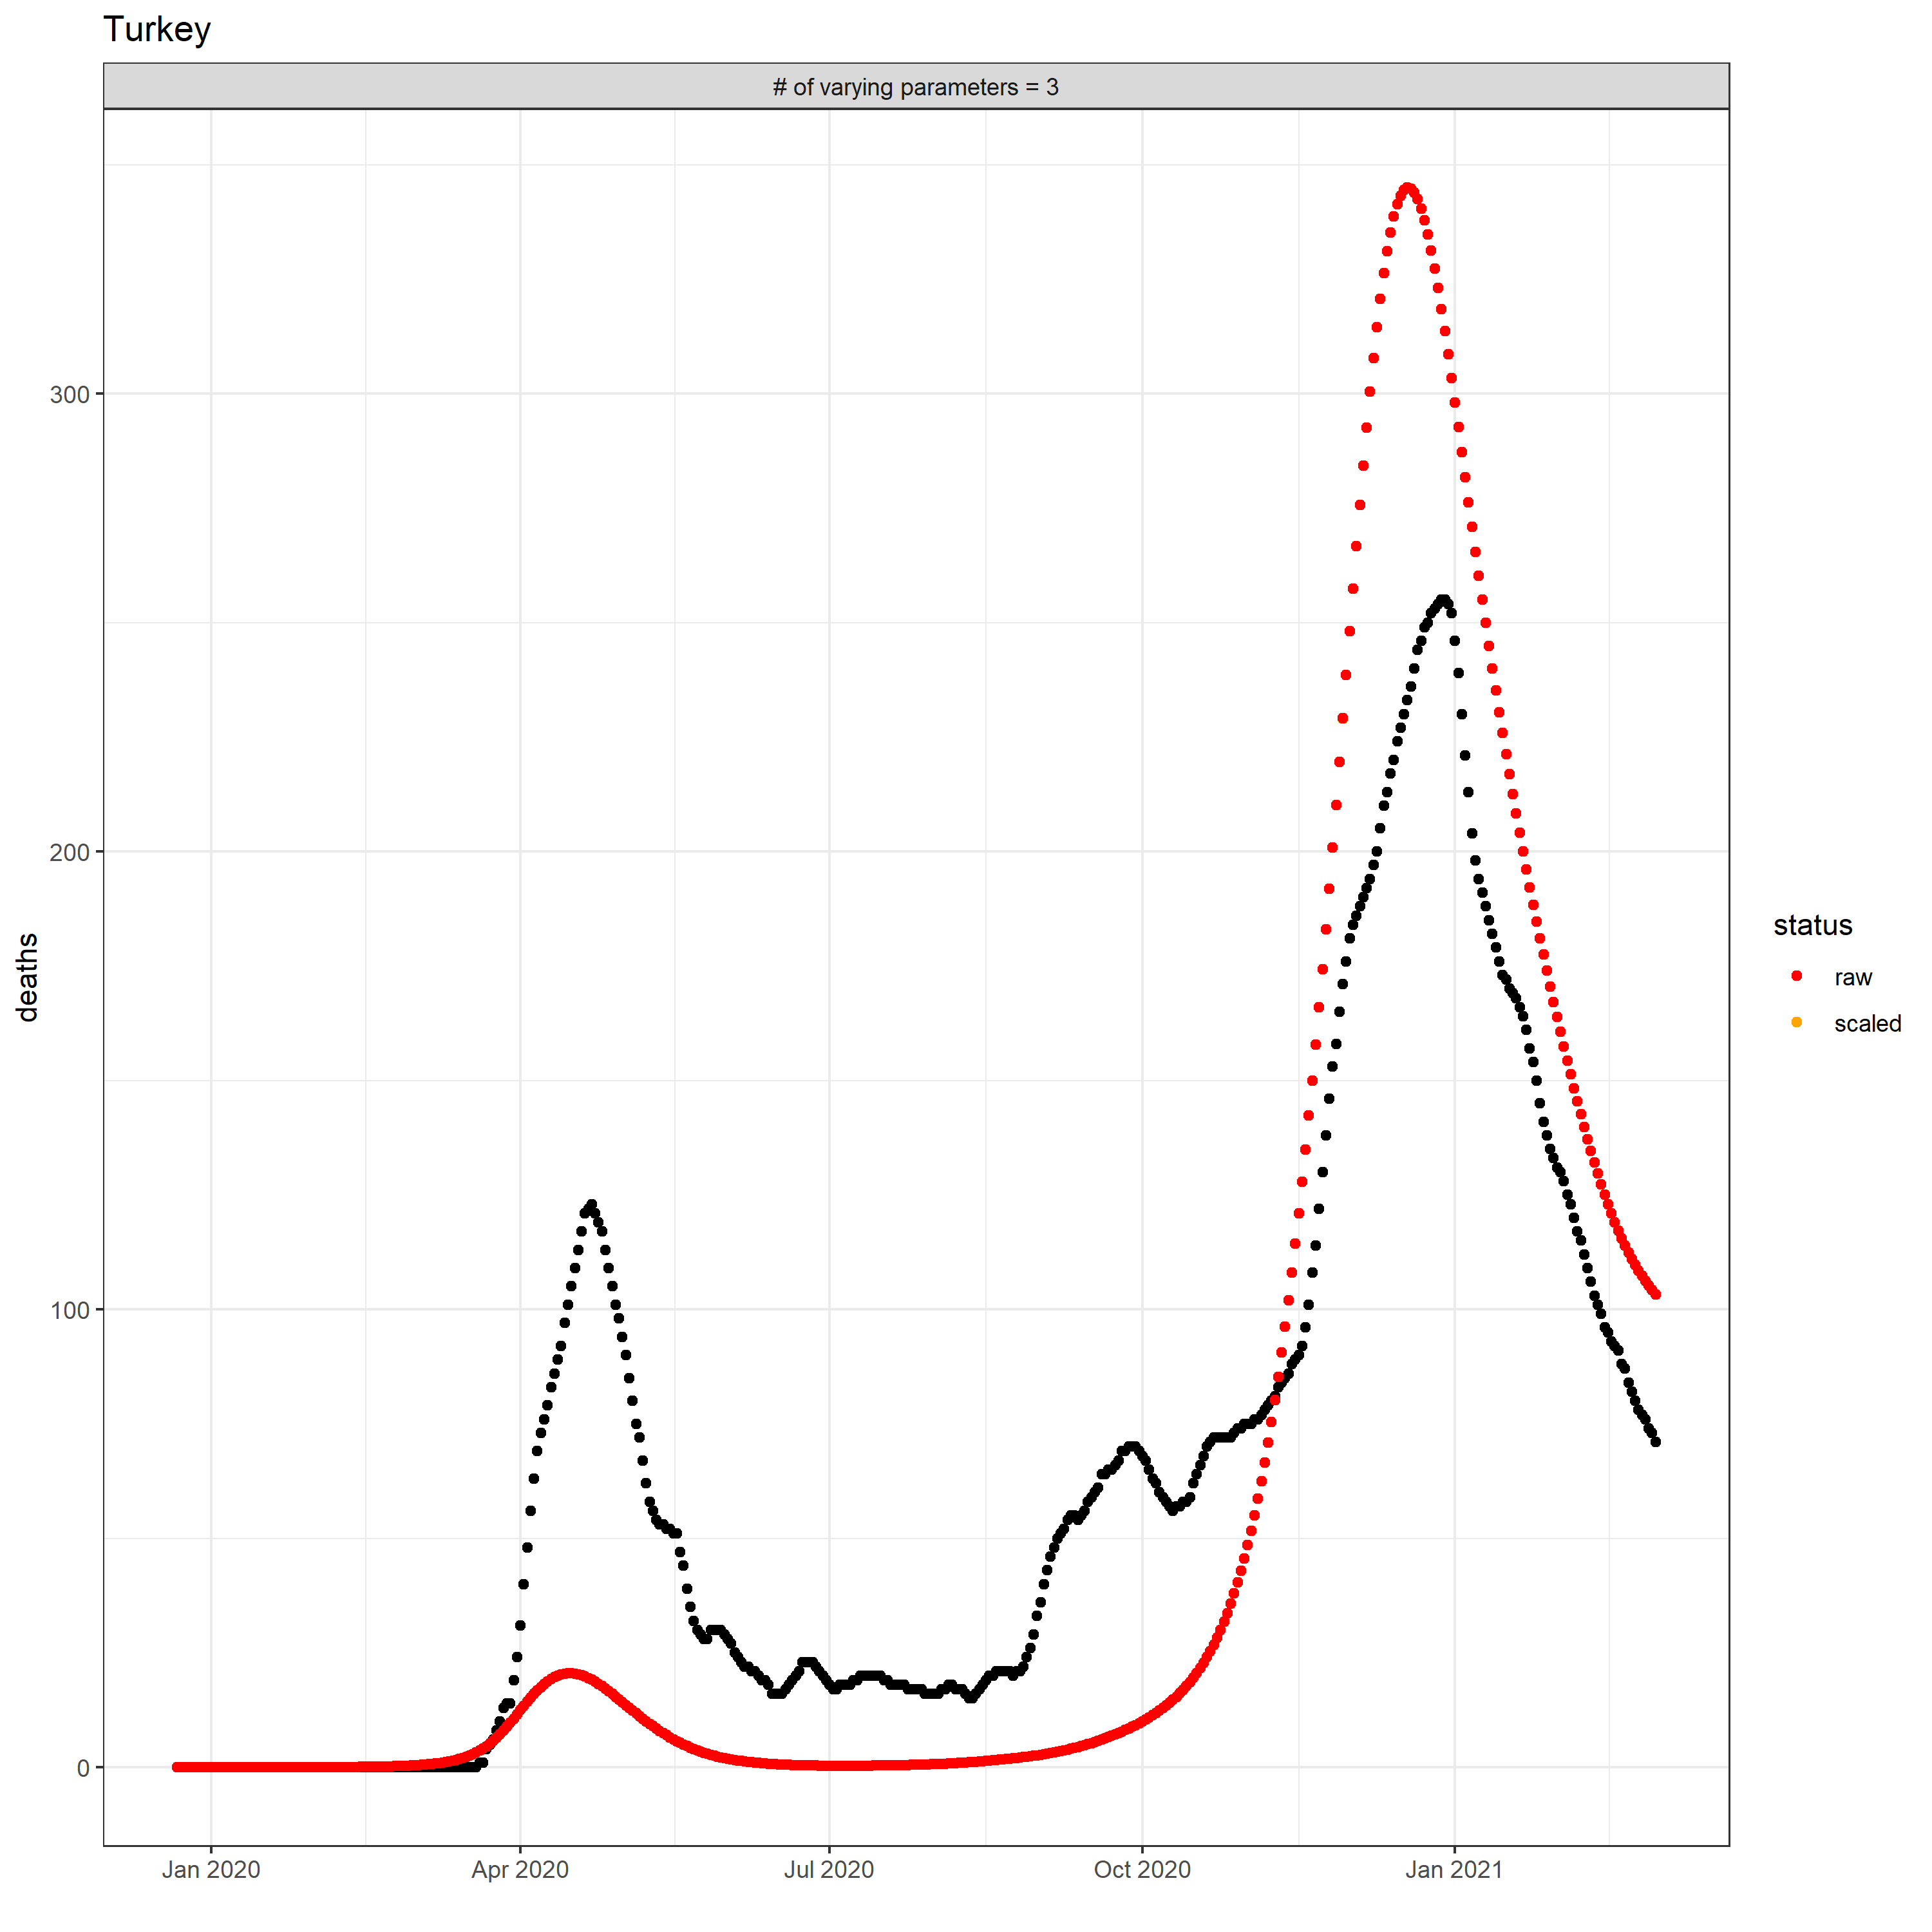 Turkey
# of varying parameters = 3
300
200
100
0
deaths
Jan 2020
Apr 2020
Jul 2020
Oct 2020
Jan 2021
status
raw
scaled